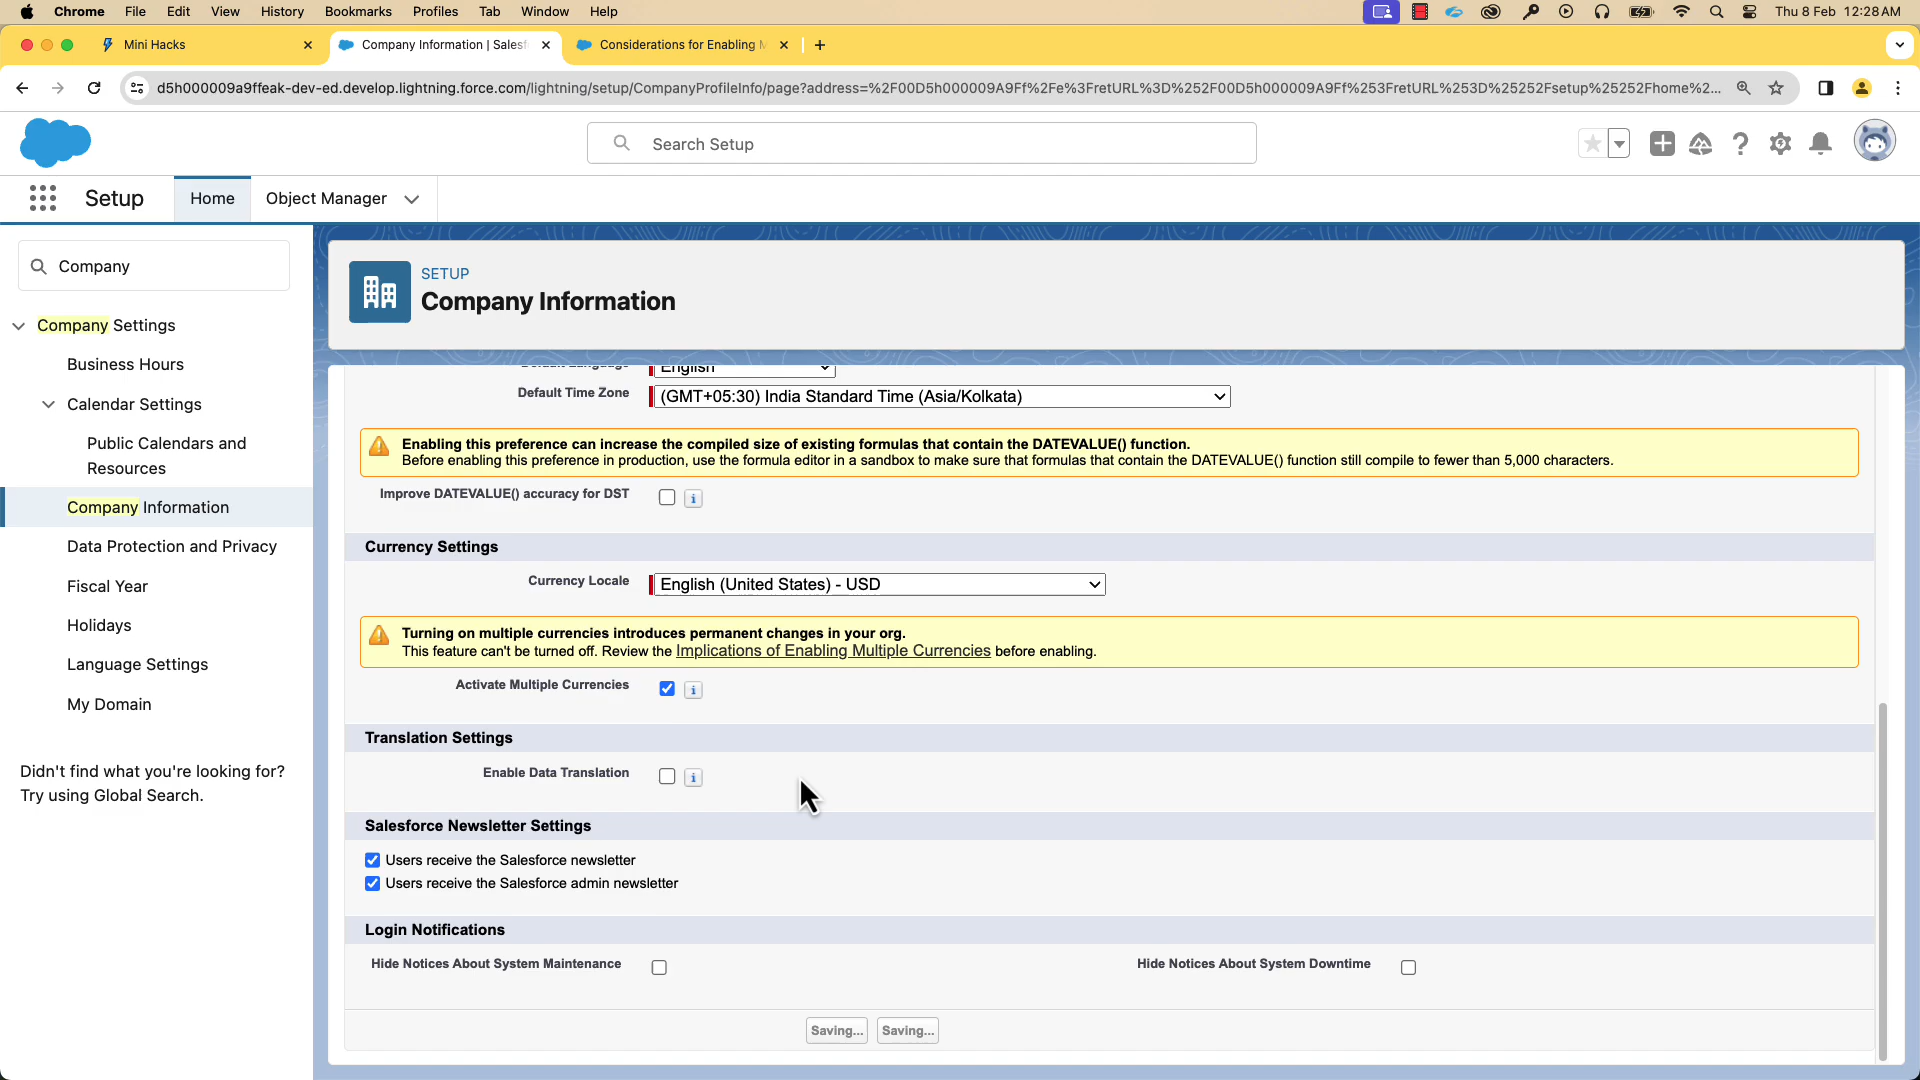 Chrome File Edit View History Bookmarks Profiles Tab Window Help Thu 8 Feb 12:28 AM
Mini Hacks Company Information | Salesf Considerations for Enabling M
d5h000009a9ffeak-dev-ed.develop.lightning.force.com/lightning/setup/CompanyProfileInfo/page?address=%2F00D5h000009A9Ff%2Fe%3FretURL%3D%252F00D5h000009A9Ff%253FretURL%253D%25252Fsetup%25252Fhome%2...
Search Setup
Setup Home Object Manager
Company
Company Settings
Business Hours
Calendar Settings
Public Calendars and
Resources
Company Information
Data Protection and Privacy
Fiscal Year
Holidays
Language Settings
My Domain
Didn't find what you're looking for?
Try using Global Search.
SETUP
Company Information
Default Language English
Default Time Zone (GMT+05:30) India Standard Time (Asia/Kolkata)
Enabling this preference can increase the compiled size of existing formulas that contain the DATEVALUE() function.
Before enabling this preference in production, use the formula editor in a sandbox to make sure that formulas that contain the DATEVALUE() function still compile to fewer than 5,000 characters.
Improve DATEVALUE() accuracy for DST
Currency Settings
Currency Locale English (United States) - USD
Turning on multiple currencies introduces permanent changes in your org.
This feature can't be turned off. Review the Implications of Enabling Multiple Currencies before enabling.
Activate Multiple Currencies
Translation Settings
Enable Data Translation
Salesforce Newsletter Settings
Users receive the Salesforce newsletter
Users receive the Salesforce admin newsletter
Login Notifications
Hide Notices About System Maintenance Hide Notices About System Downtime
Saving... Saving...